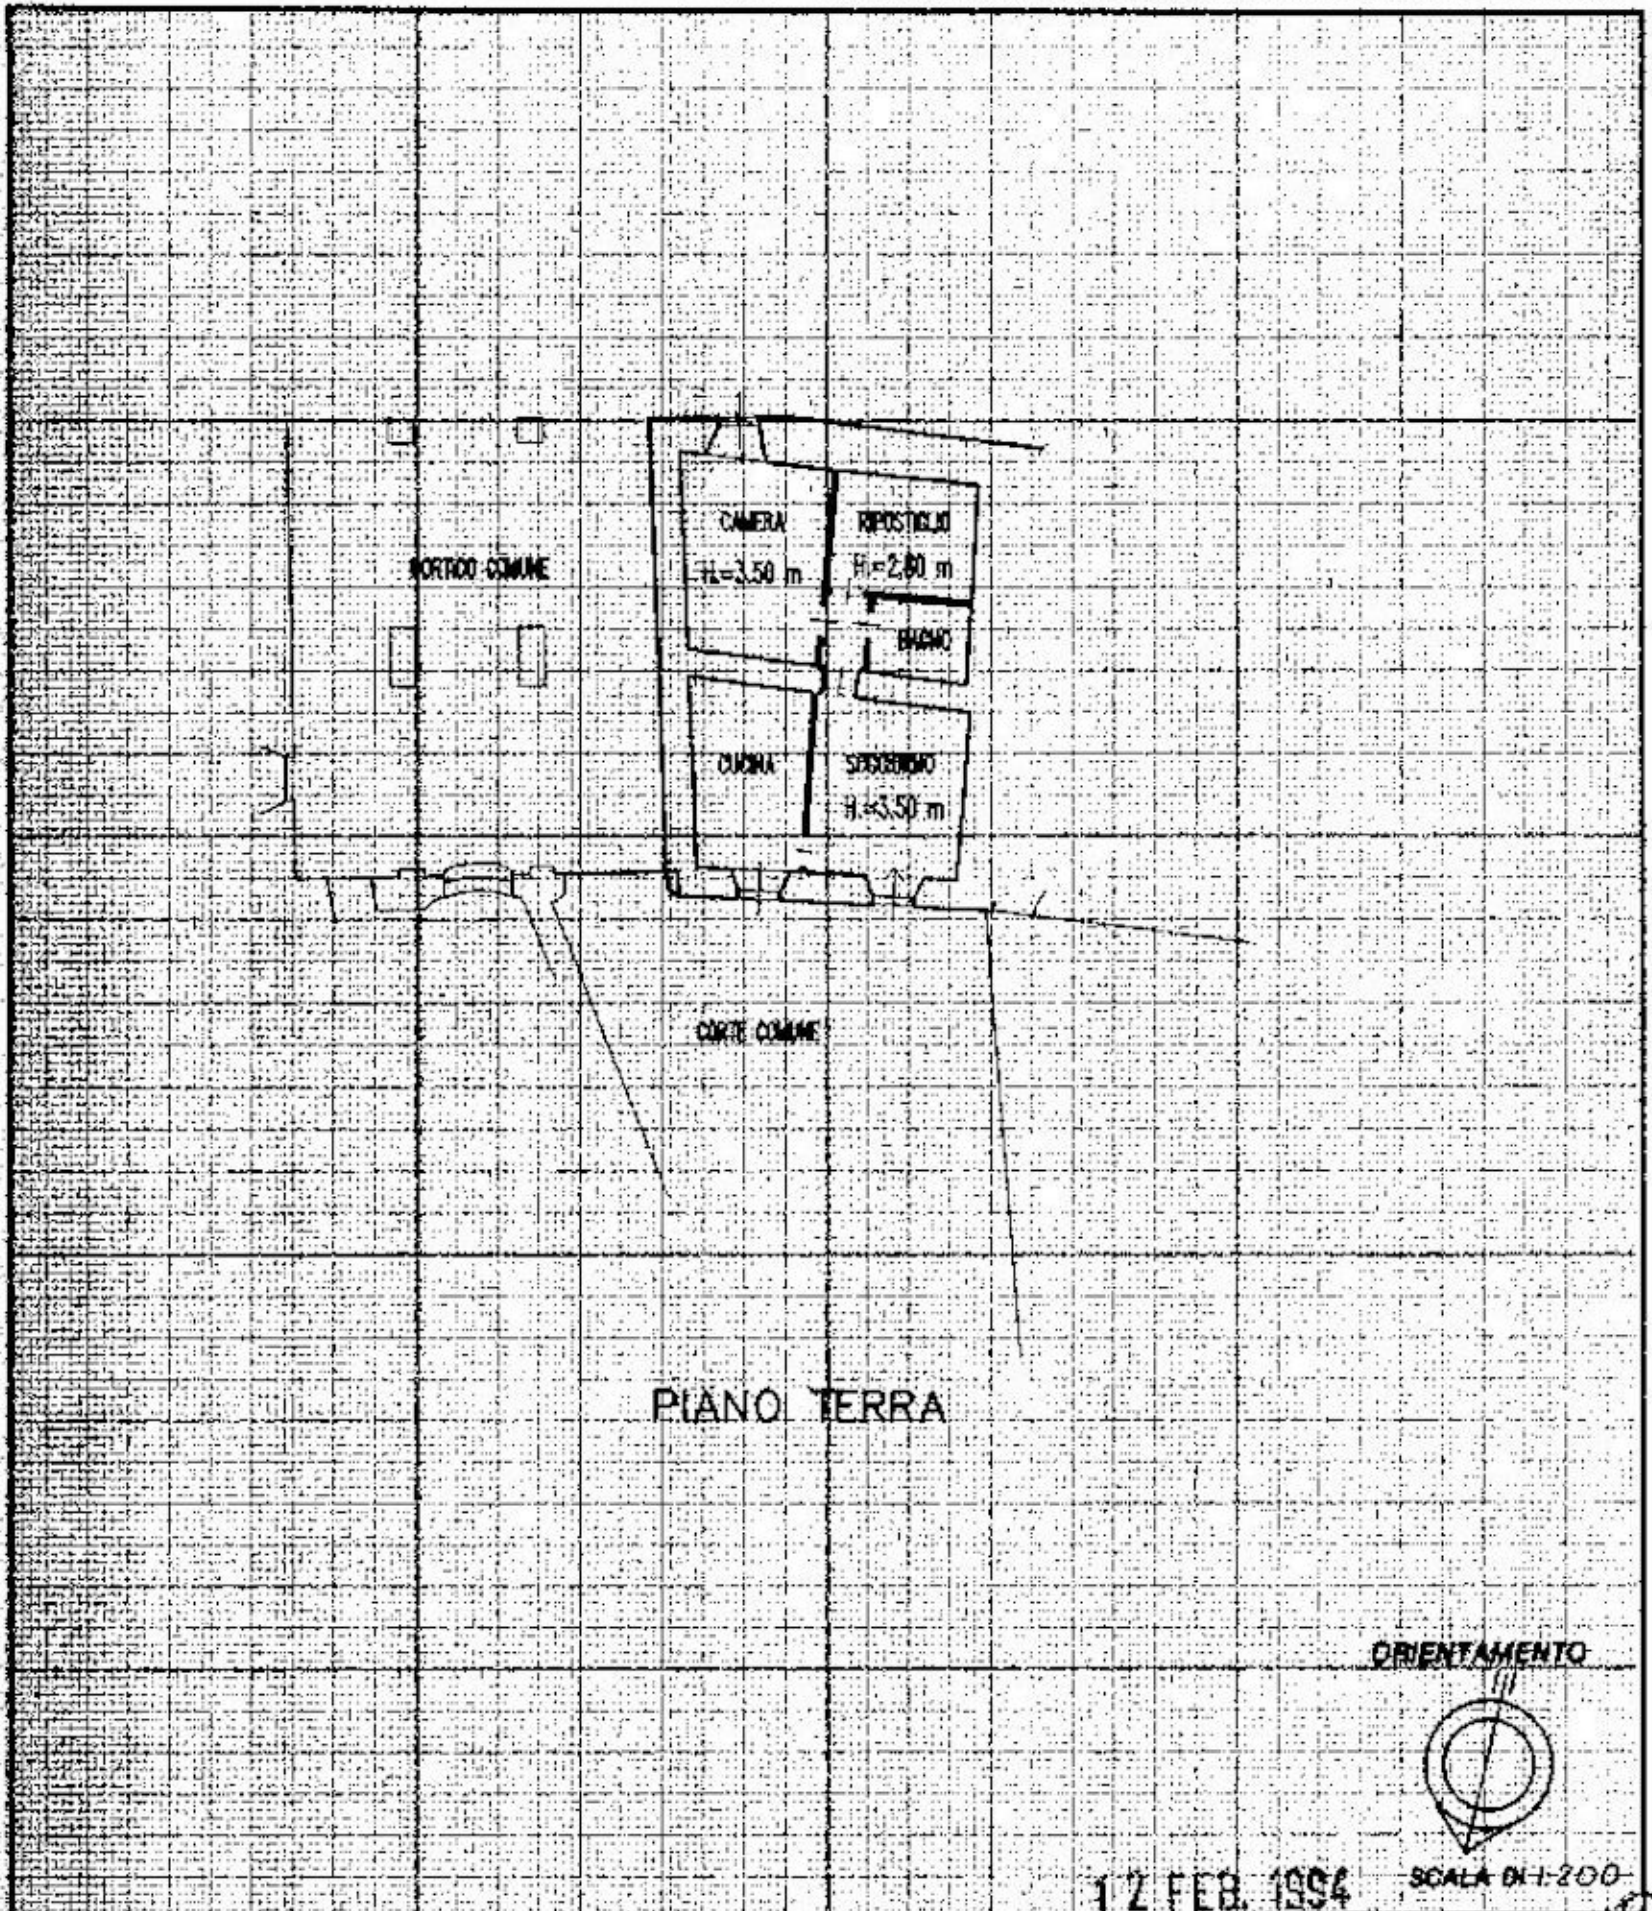 CAMERA
H.=3.50 m
RIPOSTIGLIO
H.=2,80 m
PORTICO COMUNE
BAGNO
CUCINA
SOGGIORNO
H.=3.50 m
CORTE COMUNE
PIANO TERRA
ORIENTAMENTO
SCALA DI 1:200
12 FEB. 1994